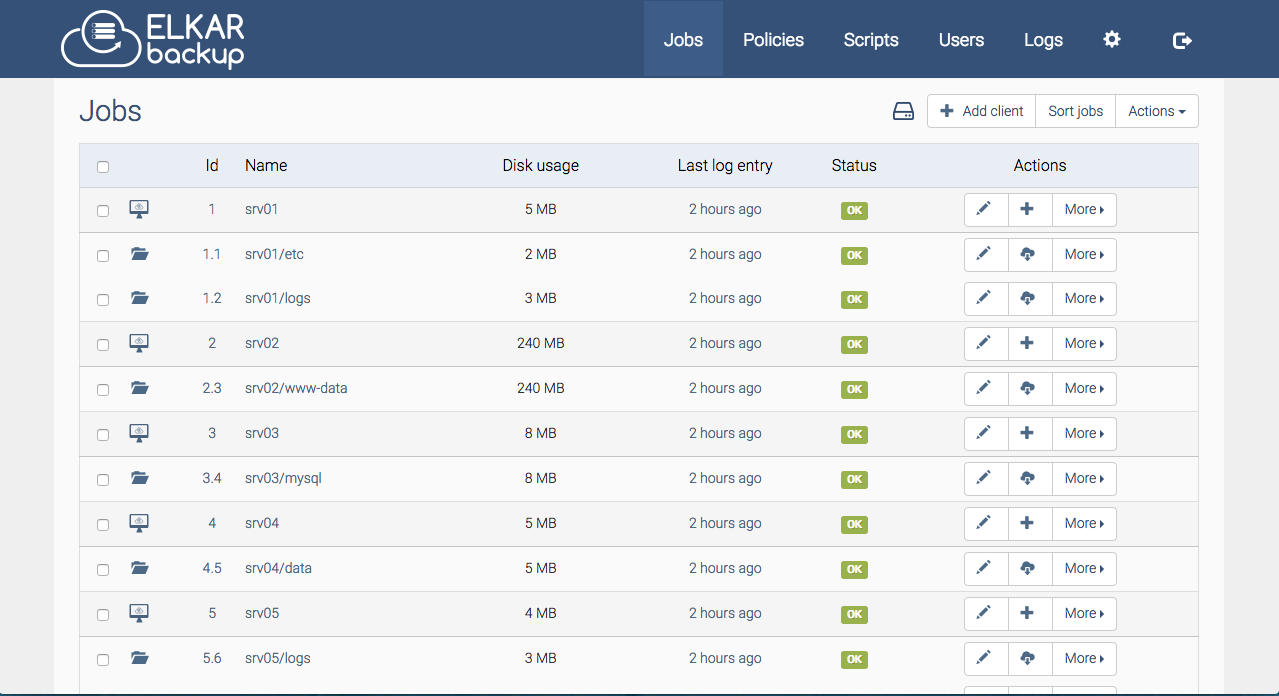 ELKAR
backup
Jobs Policies Scripts Users Logs
Jobs
Add client Sort jobs Actions
Id Name Disk usage Last log entry Status Actions
1 srv01 5 MB 2 hours ago OK More
1.1 srv01/etc 2 MB 2 hours ago OK More
1.2 srv01/logs 3 MB 2 hours ago OK More
2 srv02 240 MB 2 hours ago OK More
2.3 srv02/www-data 240 MB 2 hours ago OK More
3 srv03 8 MB 2 hours ago OK More
3.4 srv03/mysql 8 MB 2 hours ago OK More
4 srv04 5 MB 2 hours ago OK More
4.5 srv04/data 5 MB 2 hours ago OK More
5 srv05 4 MB 2 hours ago OK More
5.6 srv05/logs 3 MB 2 hours ago OK More